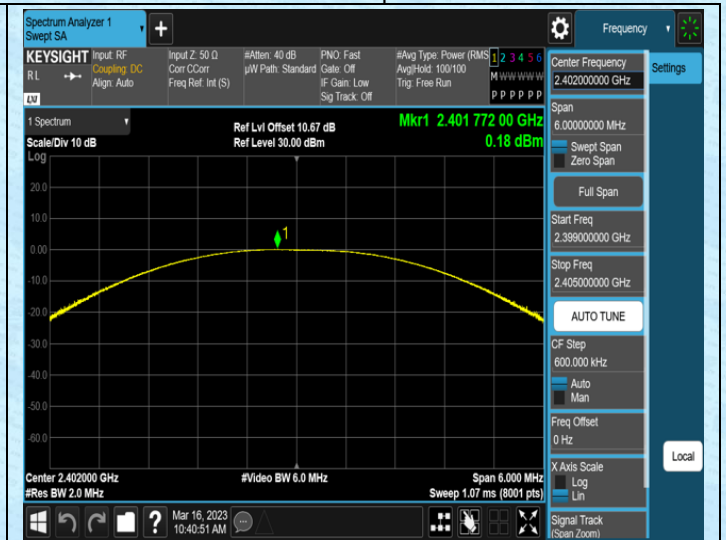 Spectrum Analyzer 1
Swept SA
+
Frequency
KEYSIGHT
RL
LXI
Input: RF
Coupling: DC
Align: Auto
Input Z: 50 Ω
Corr CCorr
Freq Ref: Int (S)
#Atten: 40 dB
µW Path: Standard
PNO: Fast
Gate: Off
IF Gain: Low
Sig Track: Off
#Avg Type: Power (RMS
Avg|Hold: 100/100
Trig: Free Run
1 2 3 4 5 6
M W W W W W
P P P P P P
1 Spectrum
Scale/Div 10 dB
Ref Lvl Offset 10.67 dB
Ref Level 30.00 dBm
Mkr1 2.401 772 00 GHz
0.18 dBm
Log
20.0
10.0
0.00
-10.0
-20.0
-30.0
-40.0
-50.0
-60.0
1
Center 2.402000 GHz
#Res BW 2.0 MHz
#Video BW 6.0 MHz
Span 6.000 MHz
Sweep 1.07 ms (8001 pts)
Center Frequency
2.402000000 GHz
Settings
Span
6.00000000 MHz
Swept Span
Zero Span
Full Span
Start Freq
2.399000000 GHz
Stop Freq
2.405000000 GHz
AUTO TUNE
CF Step
600.000 kHz
Auto
Man
Freq Offset
0 Hz
X Axis Scale
Log
Lin
Local
Signal Track
(Span Zoom)
?
Mar 16, 2023
10:40:51 AM